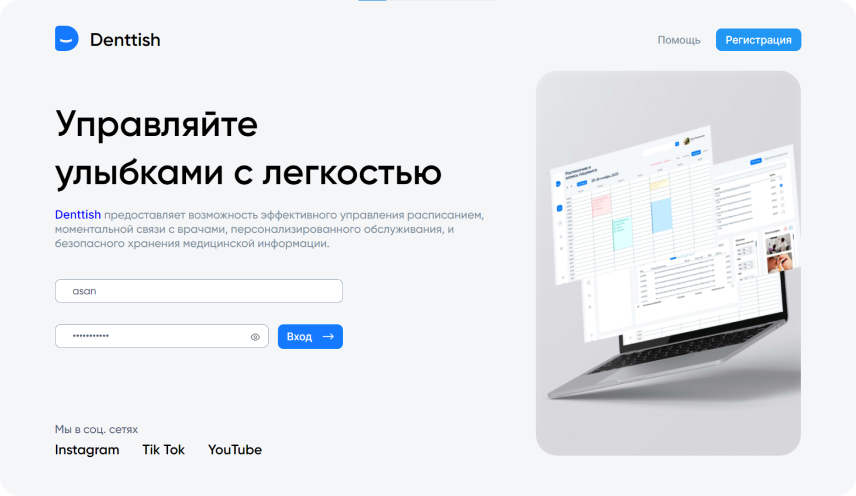 Denttish
Помощь
Регистрация
Управляйте
улыбками с легкостью
Denttish предоставляет возможность эффективного управления расписанием,
моментальной связи с врачами, персонализированного обслуживания, и
безопасного хранения медицинской информации.
asan
Вход
Мы в соц. сетях
Instagram Tik Tok YouTube